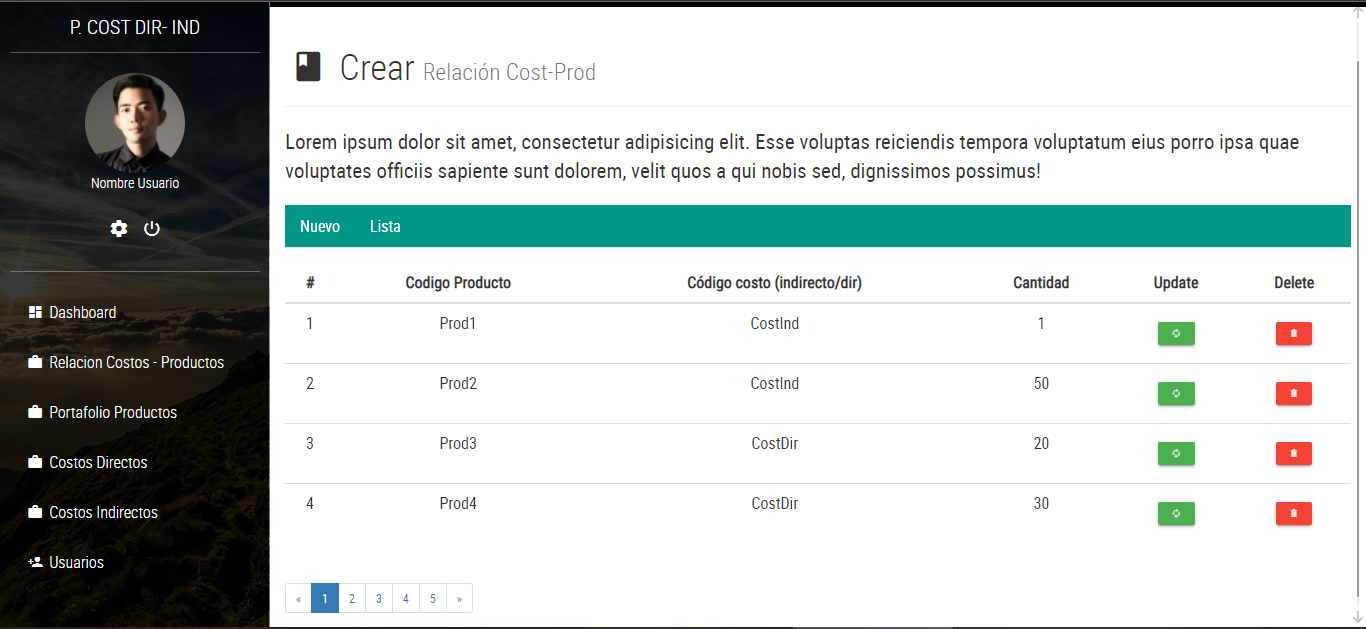 P. COST DIR- IND
Nombre Usuario
Dashboard
Relacion Costos - Productos
Portafolio Productos
Costos Directos
Costos Indirectos
Usuarios
Crear Relación Cost-Prod
Lorem ipsum dolor sit amet, consectetur adipisicing elit. Esse voluptas reiciendis tempora voluptatum eius porro ipsa quae
voluptates officiis sapiente sunt dolorem, velit quos a qui nobis sed, dignissimos possimus!
Nuevo Lista
# Codigo Producto Código costo (indirecto/dir) Cantidad Update Delete
1 Prod1 CostInd 1
2 Prod2 CostInd 50
3 Prod3 CostDir 20
4 Prod4 CostDir 30
« 1 2 3 4 5 »